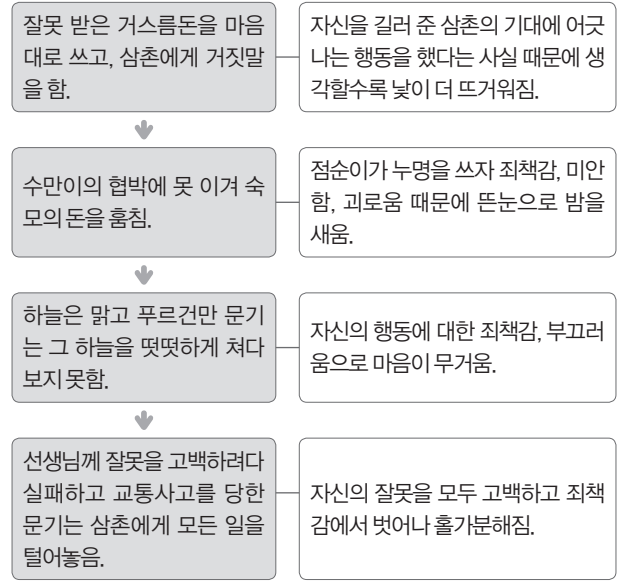 잘못 받은 거스름돈을 마음
대로 쓰고, 삼촌에게 거짓말
을 함.
자신을 길러 준 삼촌의 기대에 어긋
나는 행동을 했다는 사실 때문에 생
각할수록 낯이 더 뜨거워짐.
수만이의 협박에 못 이겨 숙
모의 돈을 훔침.
점순이가 누명을 쓰자 죄책감, 미안
함, 괴로움 때문에 뜬눈으로 밤을
새움.
하늘은 맑고 푸르건만 문기
는 그 하늘을 떳떳하게 쳐다
보지 못함.
자신의 행동에 대한 죄책감, 부끄러
움으로 마음이 무거움.
선생님께 잘못을 고백하려다
실패하고 교통사고를 당한
문기는 삼촌에게 모든 일을
털어놓음.
자신의 잘못을 모두 고백하고 죄책
감에서 벗어나 홀가분해짐.